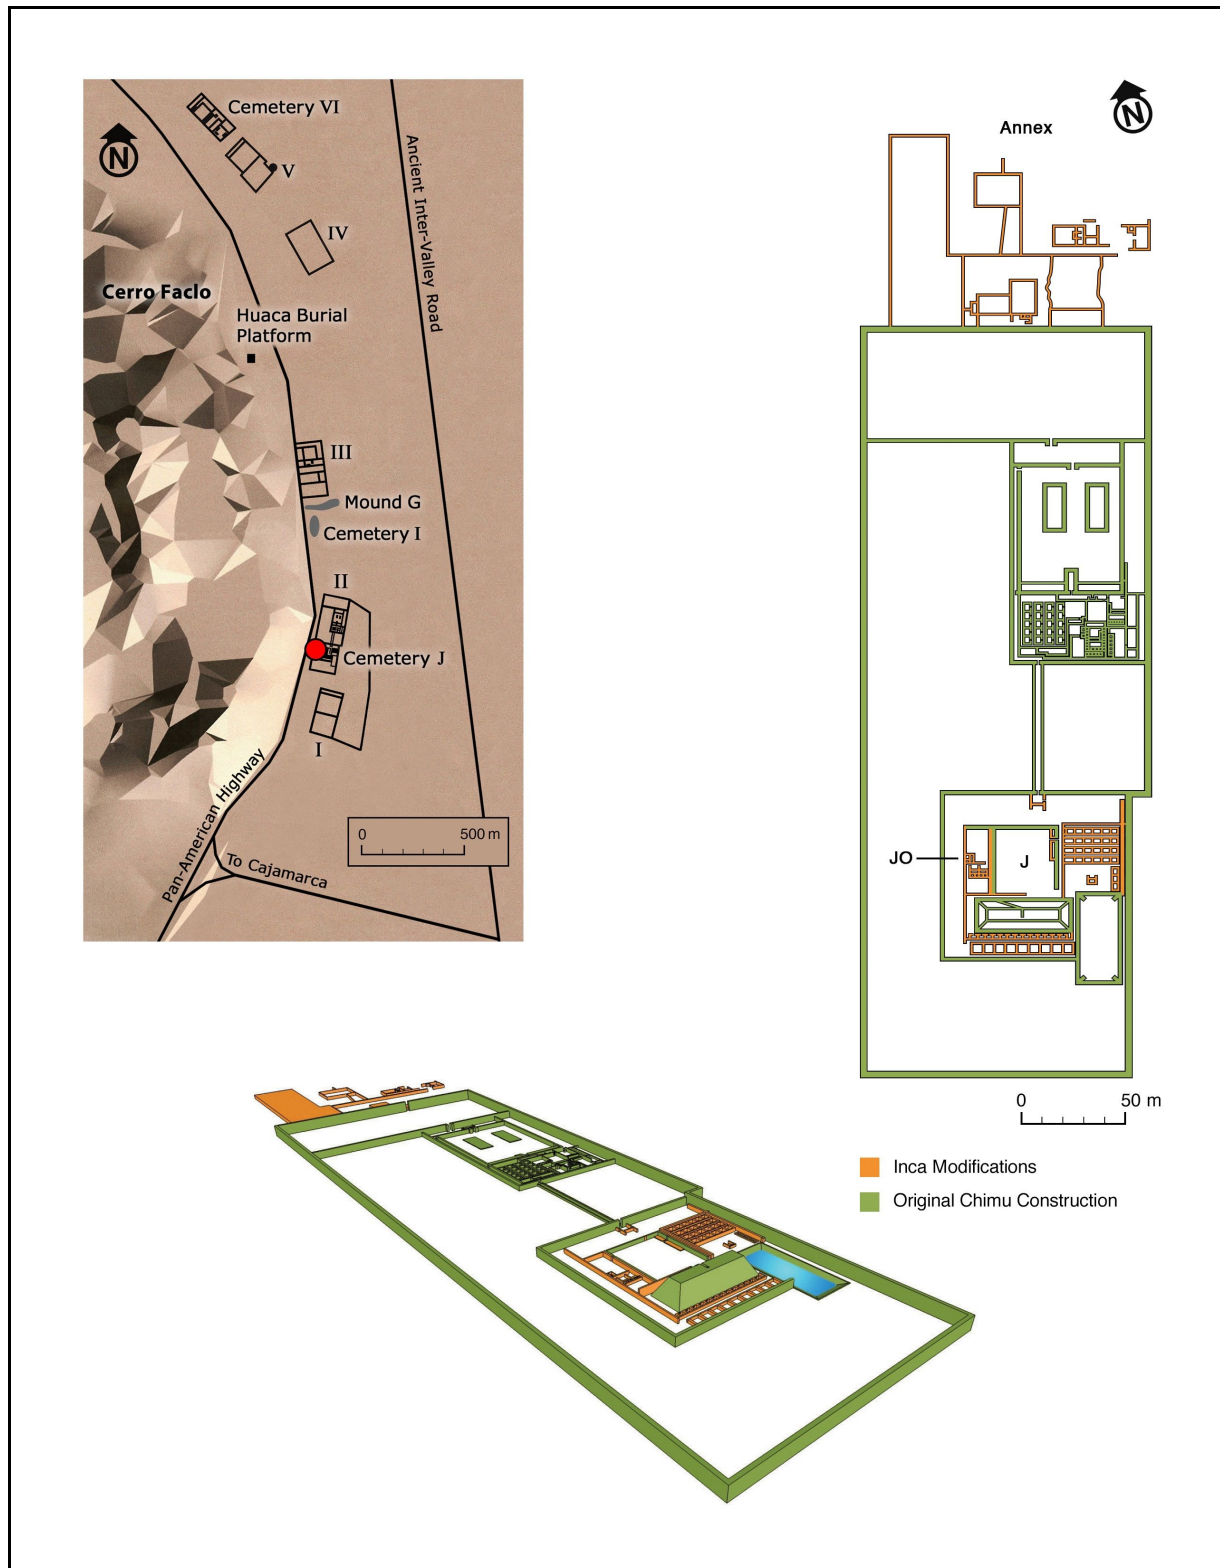 Cemetery VI
N
V
Ancient Inter-Valley Road
IV
Cerro Faclo
Huaca Burial
Platform
III
Mound G
Cemetery I
II
Cemetery J
I
Pan-American Highway
0 500 m
To Cajamarca
N
Annex
JO
J
0 50 m
Inca Modifications
Original Chimu Construction